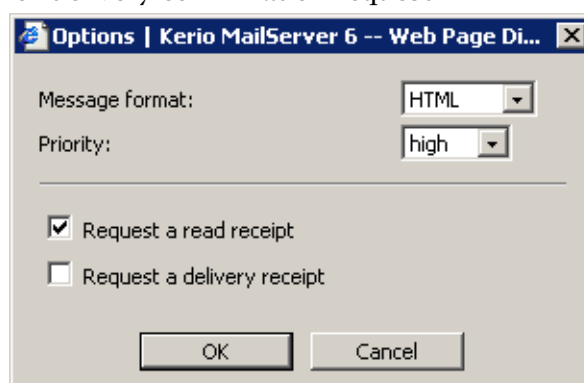 Options | Kerio MailServer 6 -- Web Page Di...
Message format: HTML
Priority: high
Request a read receipt
Request a delivery receipt
OK Cancel